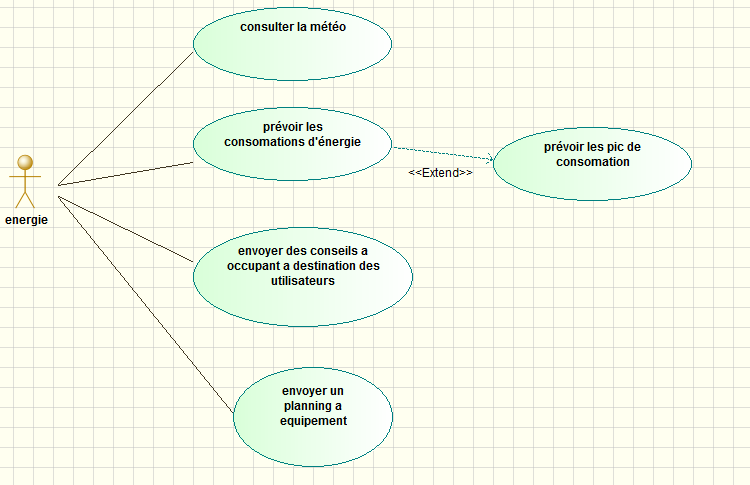 consulter la météo
prévoir les
consomations d'énergie
prévoir les pic de
consomation
<<Extend>>
energie
envoyer des conseils a
occupant a destination des
utilisateurs
envoyer un
planning a
equipement